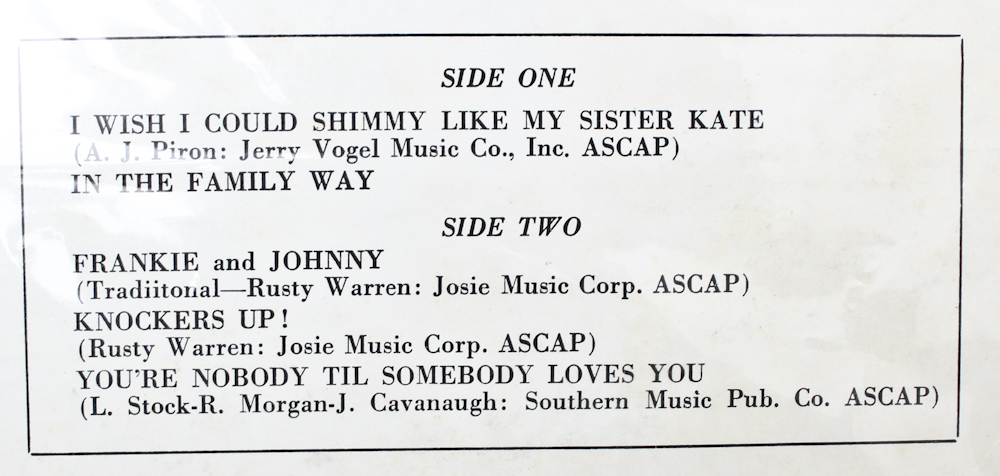 SIDE ONE
I WISH I COULD SHIMMY LIKE MY SISTER KATE
(A. J. Piron: Jerry Vogel Music Co., Inc. ASCAP)
IN THE FAMILY WAY
SIDE TWO
FRANKIE and JOHNNY
(Tradiitonal—Rusty Warren: Josie Music Corp. ASCAP)
KNOCKERS UP!
(Rusty Warren: Josie Music Corp. ASCAP)
YOU'RE NOBODY TIL SOMEBODY LOVES YOU
(L. Stock-R. Morgan-J. Cavanaugh: Southern Music Pub. Co. ASCAP)